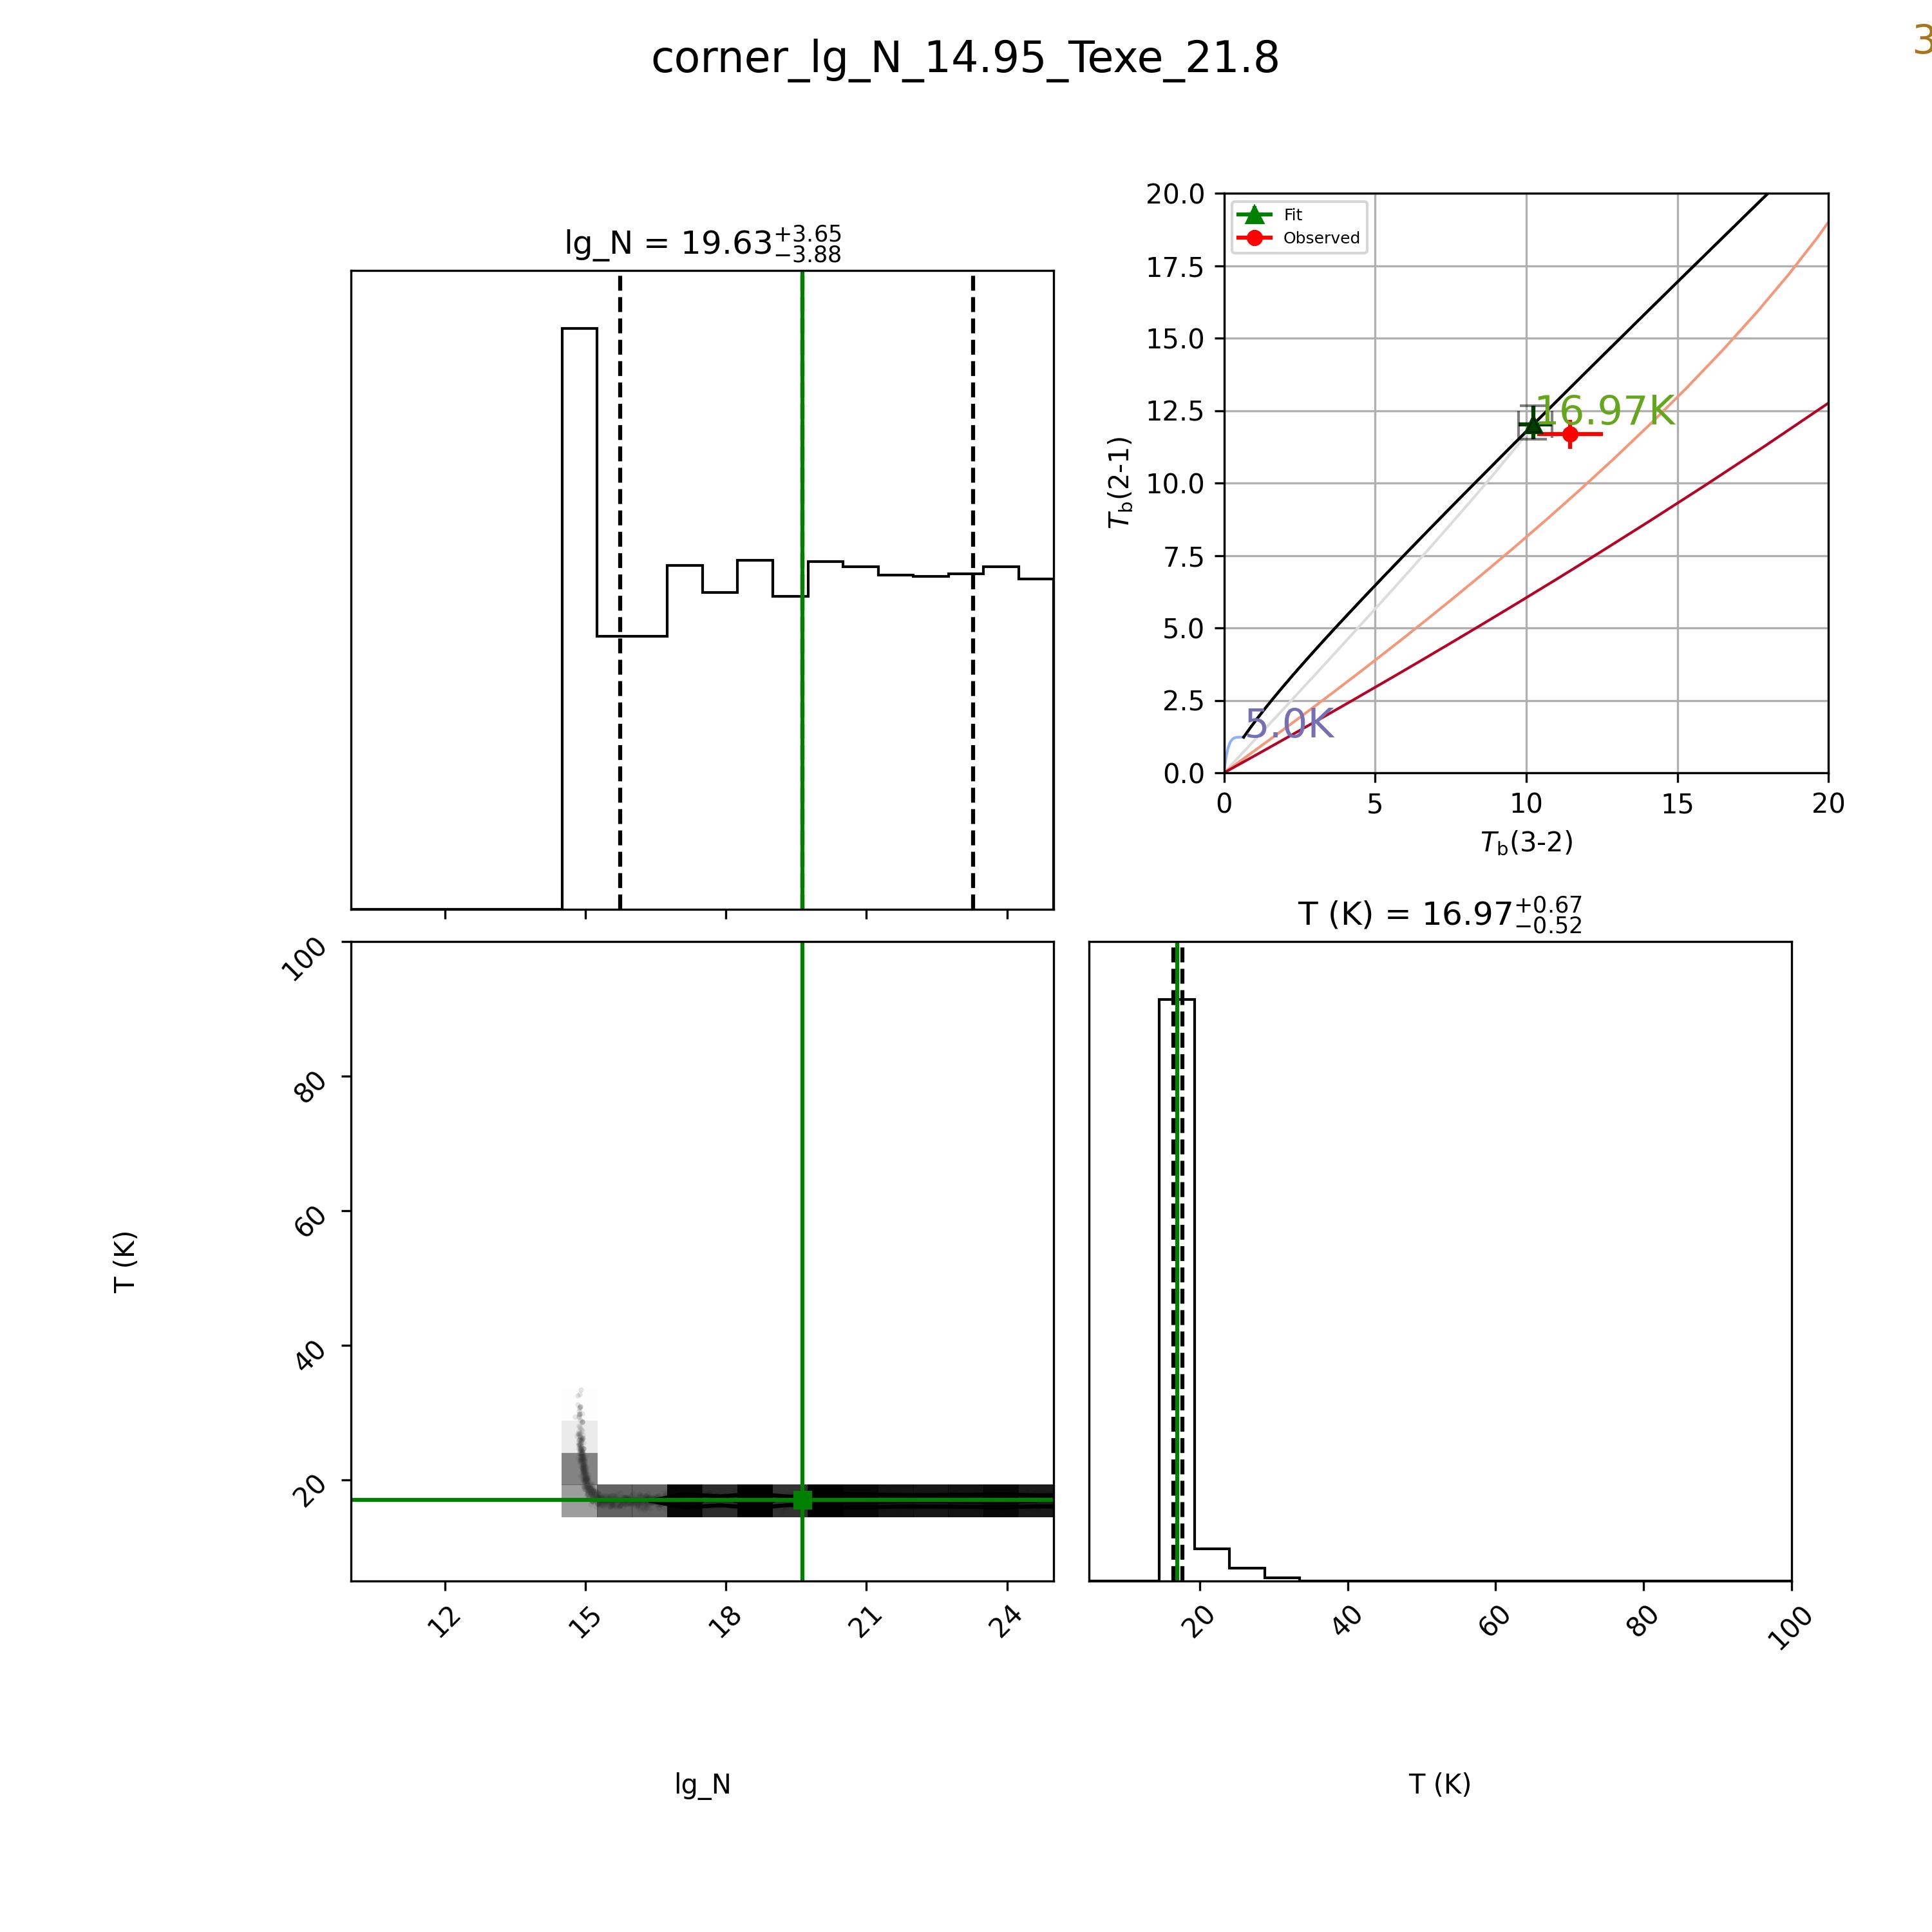 corner_lg_N_14.95_Texe_21.8
3
lg_N = 19.63+3.65−3.88
20.0
17.5
15.0
12.5
10.0
7.5
5.0
2.5
0.0
Tb(2-1)
Fit
Observed
16.97K
5.0K
0 5 10 15 20
Tb(3-2)
T (K) = 16.97+0.67−0.52
100
80
60
40
20
T (K)
12 15 18 21 24
lg_N
20 40 60 80 100
T (K)